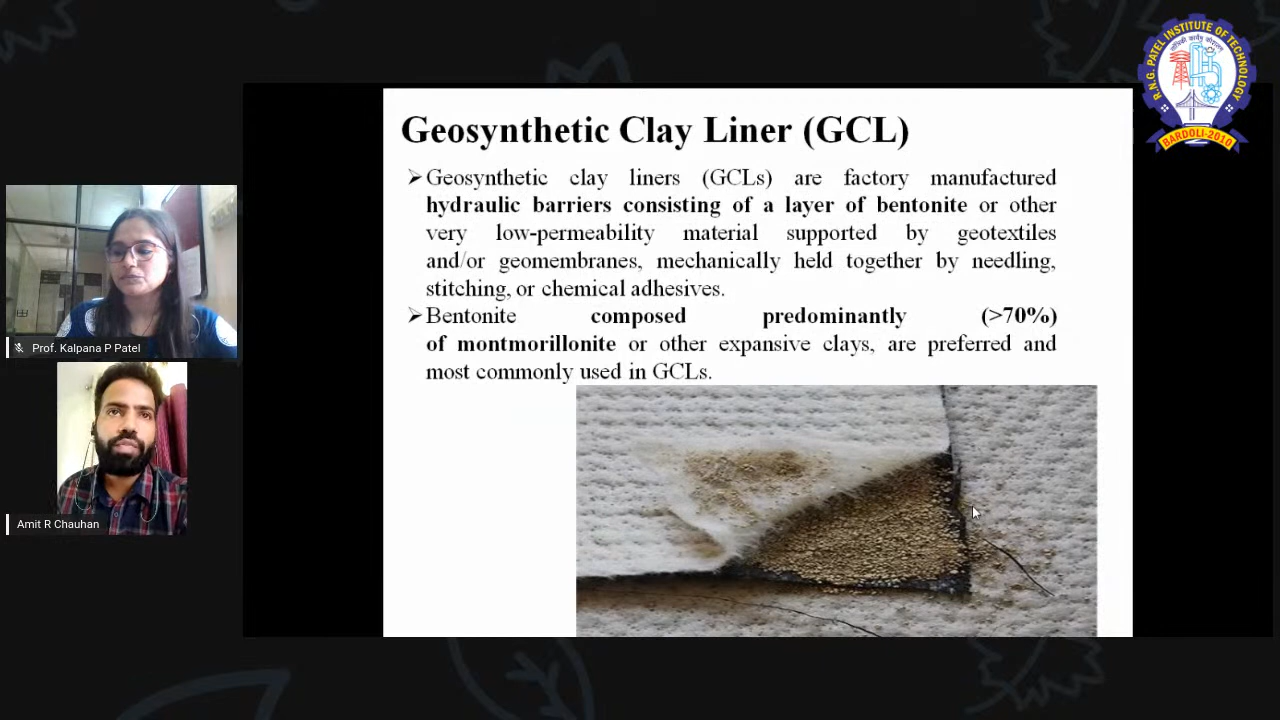 Geosynthetic Clay Liner (GCL)
Geosynthetic clay liners (GCLs) are factory manufactured
hydraulic barriers consisting of a layer of bentonite or other
very low-permeability material supported by geotextiles
and/or geomembranes, mechanically held together by needling,
stitching, or chemical adhesives.
Bentonite composed predominantly (>70%)
of montmorillonite or other expansive clays, are preferred and
most commonly used in GCLs.
Prof. Kalpana P Patel
Amit R Chauhan
R.N.G. PATEL INSTITUTE OF TECHNOLOGY
BARDOLI-2010